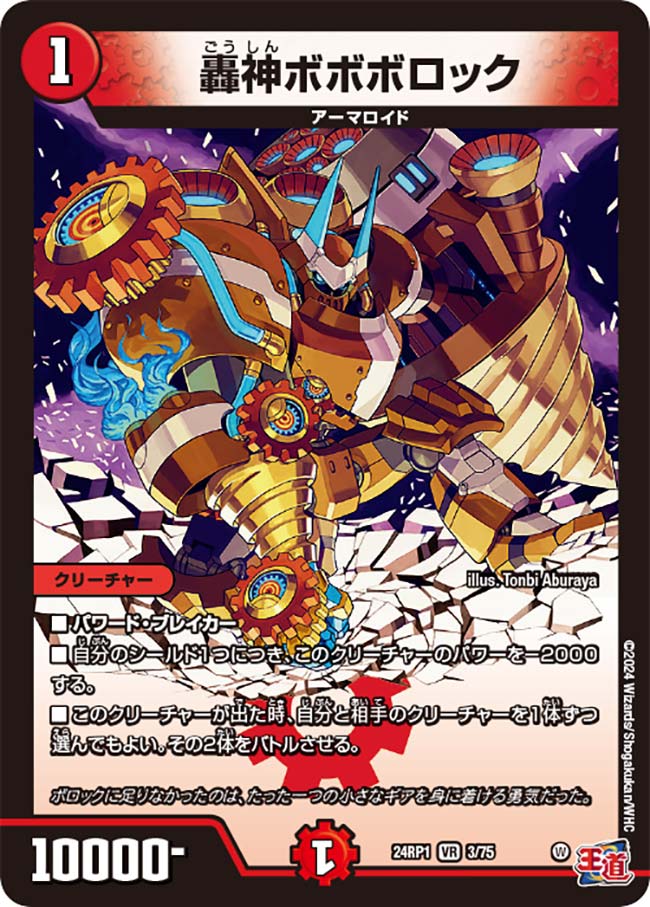 1
ごうしん
轟神ボボボロック
アーマロイド
クリーチャー
illus. Tonbi Aburaya
■パワード・ブレイカー
■自分のシールド1つにつき、このクリーチャーのパワーを-2000
する。
■このクリーチャーが出た時、自分と相手のクリーチャーを1体ずつ
選んでもよい。その2体をバトルさせる。
ボロックに足りなかったのは、たった一つの小さなギアを身に着ける勇気だった。
©2024 Wizards/Shogakukan/WHC
10000-
1
24RP1 VR 3/75
W
王道